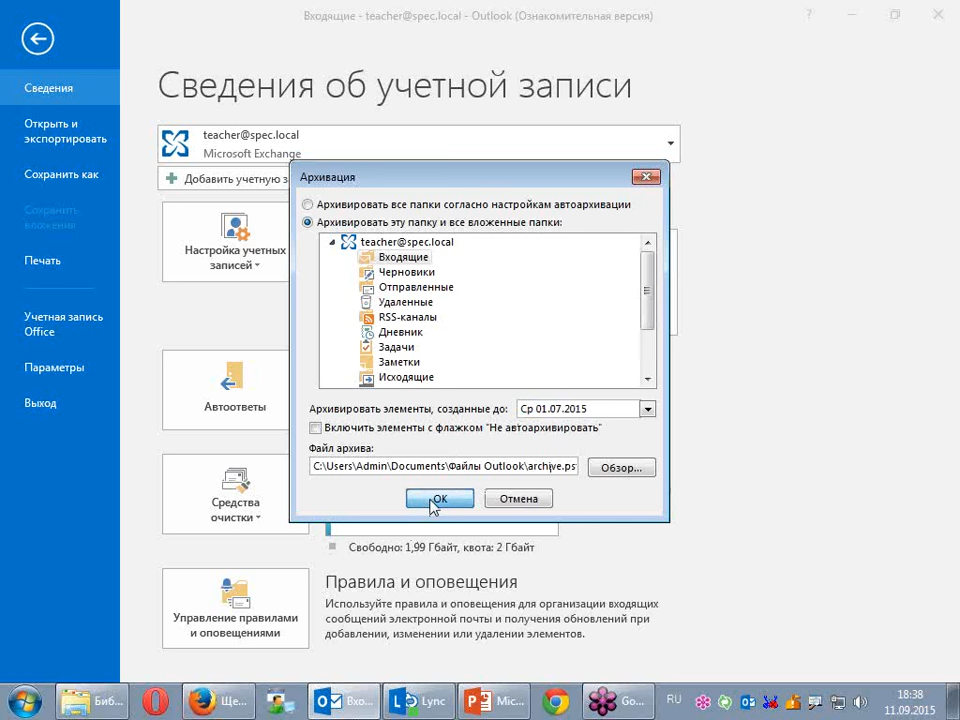 Входящие - teacher@spec.local - Outlook (Ознакомительная версия)
?
Сведения
Открыть и
экспортировать
Сохранить как
Сохранить
вложения
Печать
Учетная запись
Office
Параметры
Выход
Сведения об учетной записи
teacher@spec.local
Microsoft Exchange
Добавить учетную з
Настройка учетных
записей
Автоответы
Средства
очистки
Управление правилами
и оповещениями
Архивация
Архивировать все папки согласно настройкам автоархивации
Архивировать эту папку и все вложенные папки:
teacher@spec.local
Входящие
Черновики
Отправленные
Удаленные
RSS-каналы
Дневник
Задачи
Заметки
Исходящие
Архивировать элементы, созданные до:
Ср 01.07.2015
Включить элементы с флажком "Не автоархивировать"
Файл архива:
C:\Users\Admin\Documents\Файлы Outlook\archive.ps
Обзор...
ОК
Отмена
Свободно: 1,99 Гбайт, квота: 2 Гбайт
Правила и оповещения
Используйте правила и оповещения для организации входящих
сообщений электронной почты и получения обновлений при
добавлении, изменении или удалении элементов.
Биб...
Ще...
Вхо...
Lync
Mic...
Go...
RU
18:38
11.09.2015